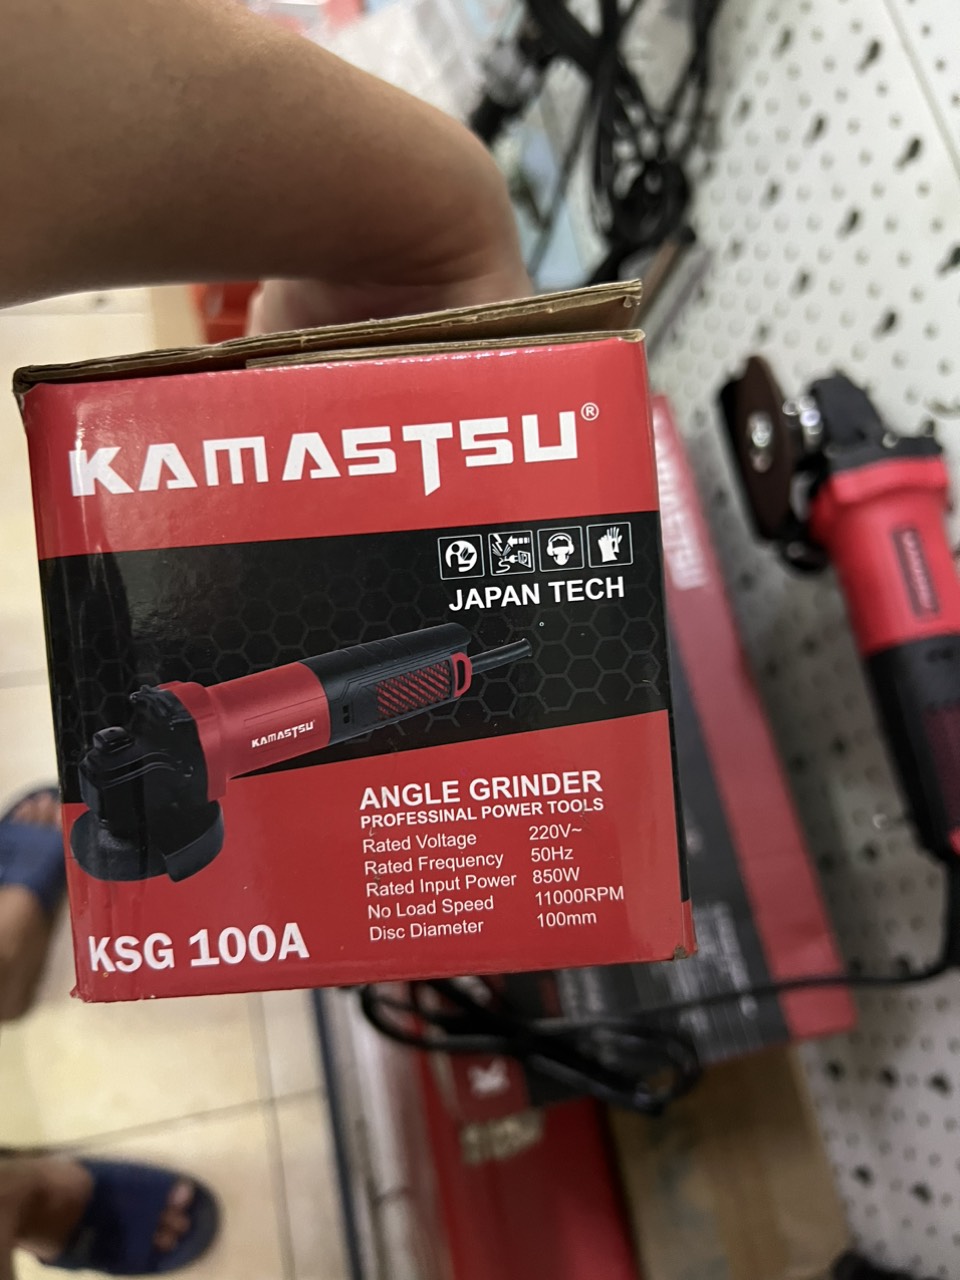 KAMASTSU®
JAPAN TECH
KAMASTSU
ANGLE GRINDER
PROFESSINAL POWER TOOLS
Rated Voltage 220V~
Rated Frequency 50Hz
Rated Input Power 850W
No Load Speed 11000RPM
Disc Diameter 100mm
KSG 100A